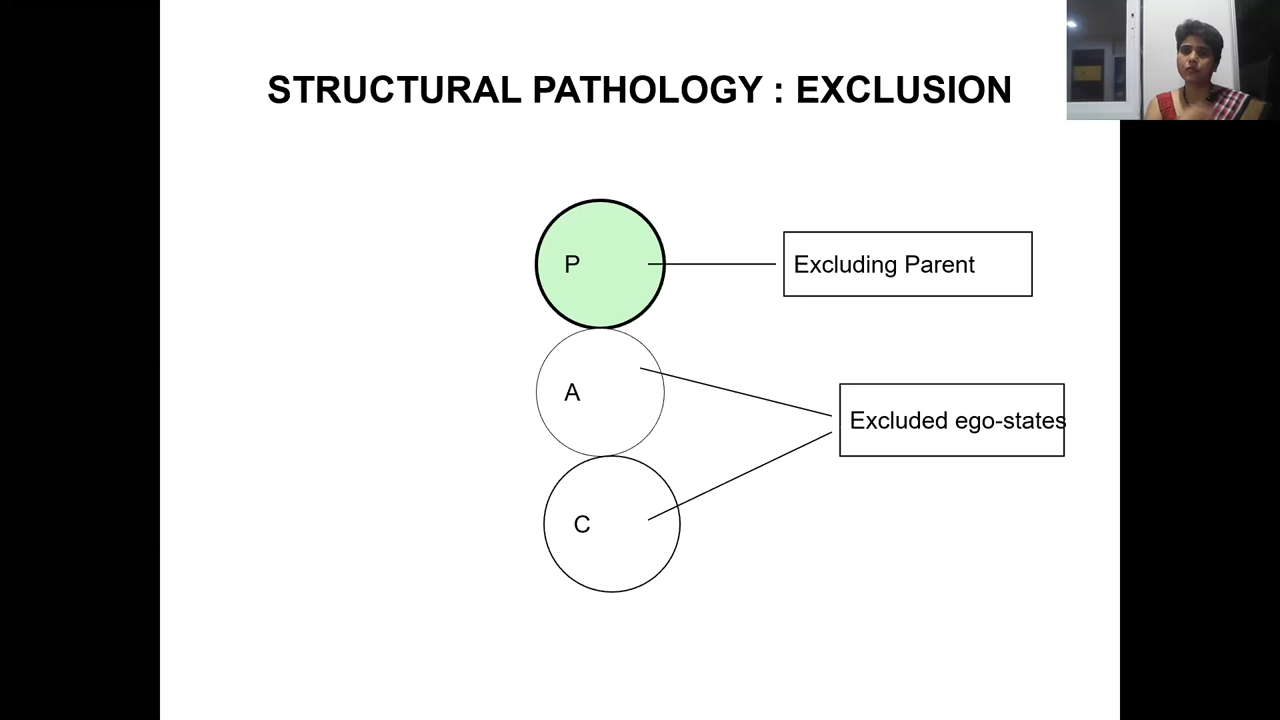 STRUCTURAL PATHOLOGY : EXCLUSION
P
Excluding Parent
A
Excluded ego-states
C